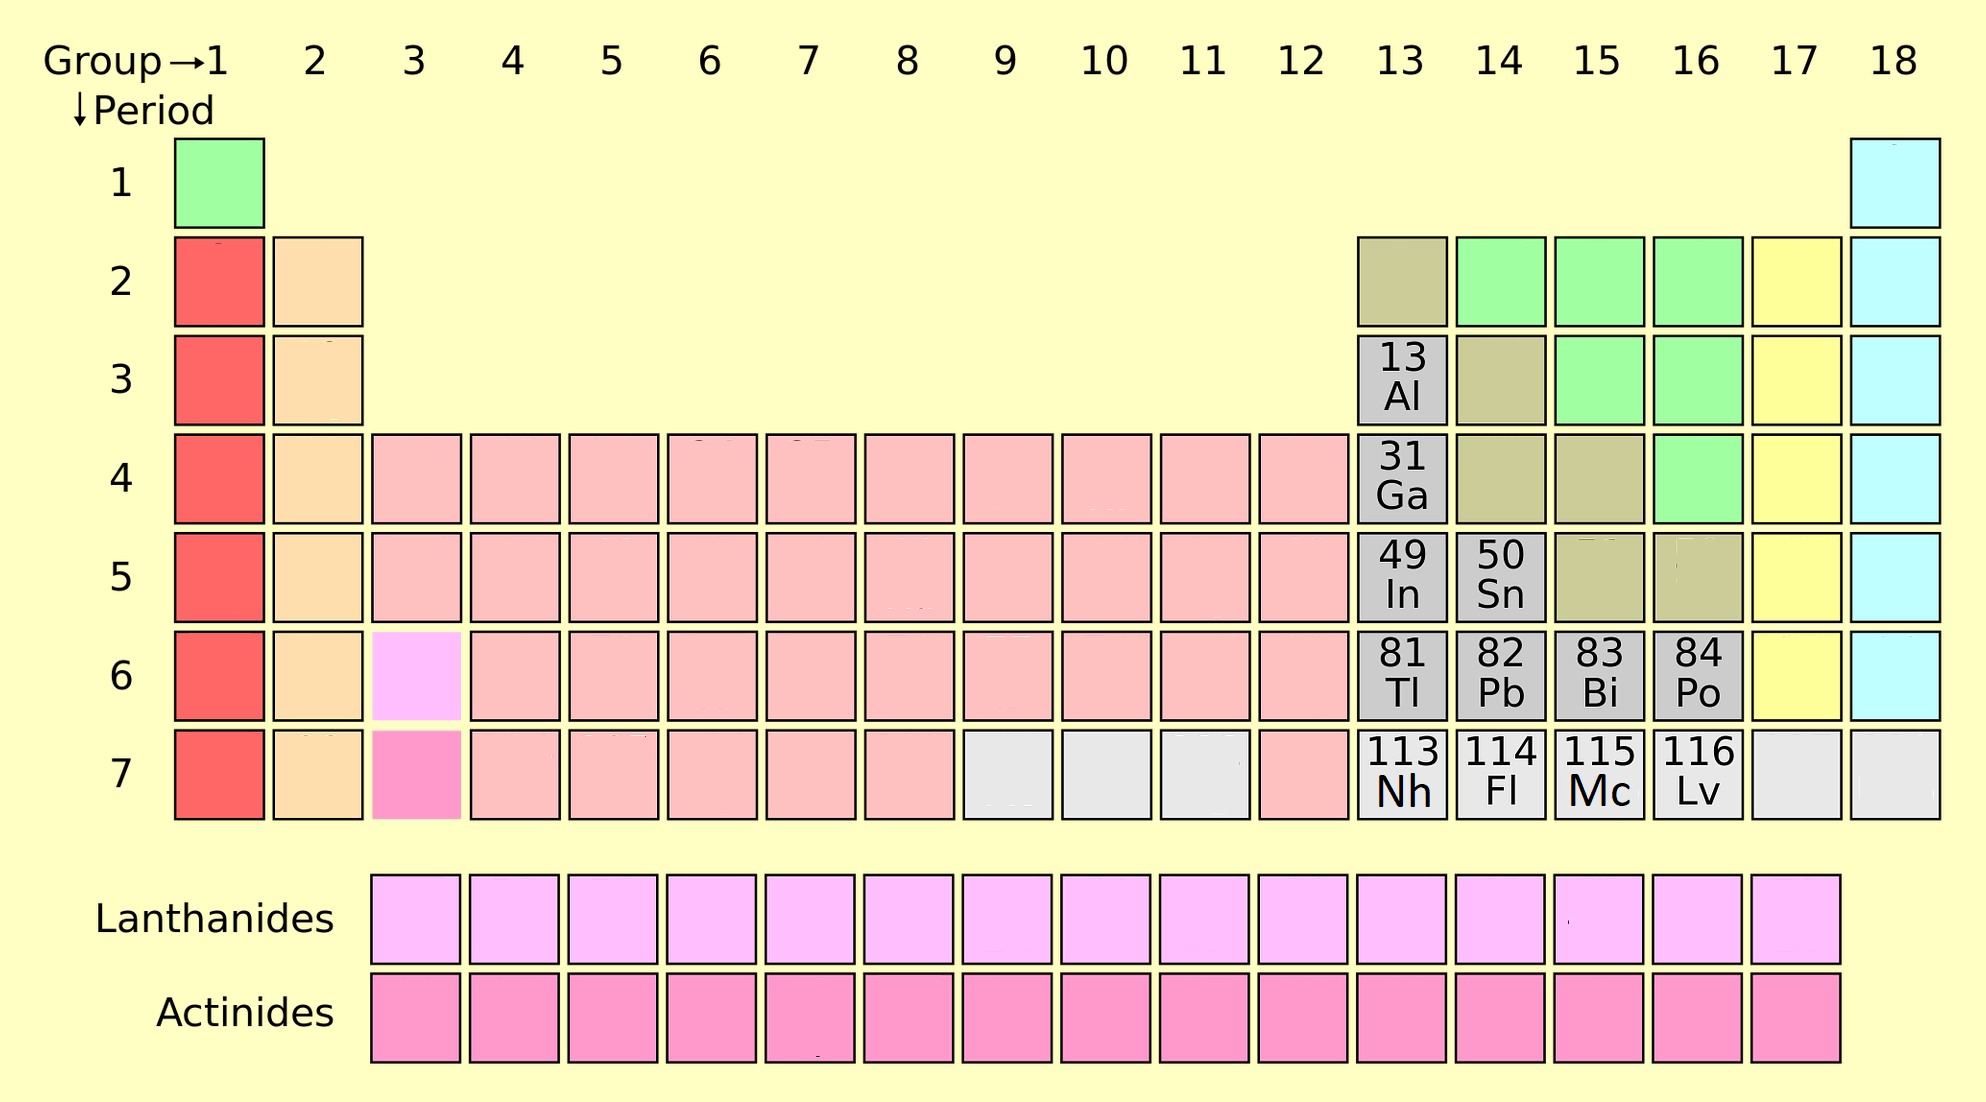 Group →1 2 3 4 5 6 7 8 9 10 11 12 13 14 15 16 17 18
↓Period
1
2
3
13
Al
4
31
Ga
5
49 50
In Sn
6
81 82 83 84
Tl Pb Bi Po
7
113 114 115 116
Nh Fl Mc Lv
Lanthanides
Actinides